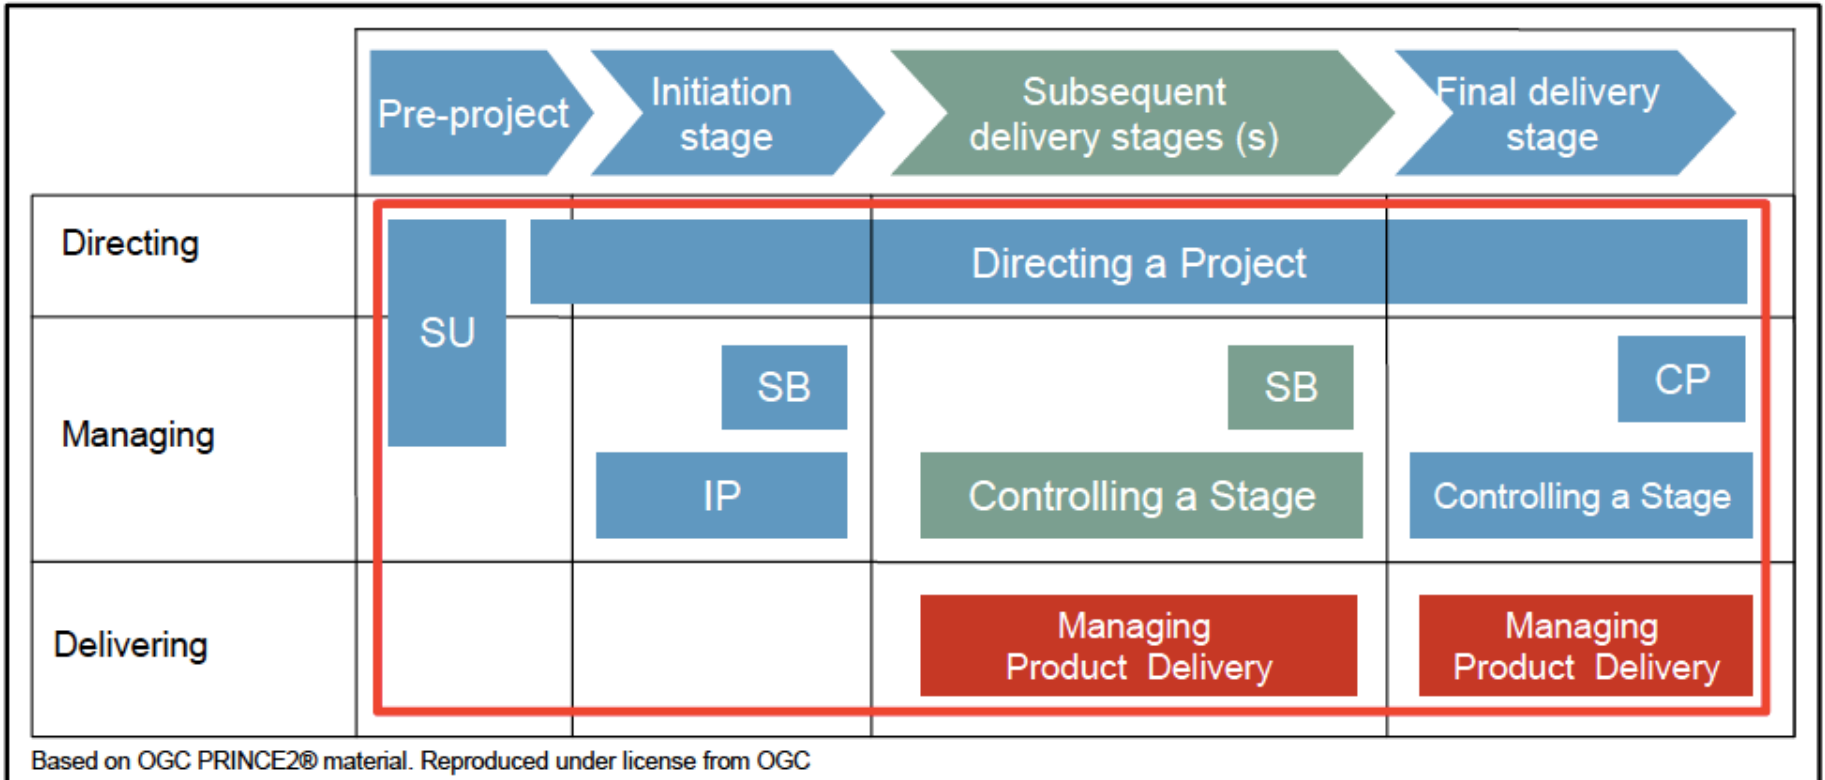 Pre-project
Initiation
stage
Subsequent
delivery stages (s)
Final delivery
stage
Directing
SU
Directing a Project
Managing
SB
SB
CP
IP
Controlling a Stage
Controlling a Stage
Delivering
Managing
Product Delivery
Managing
Product Delivery
Based on OGC PRINCE2® material. Reproduced under license from OGC